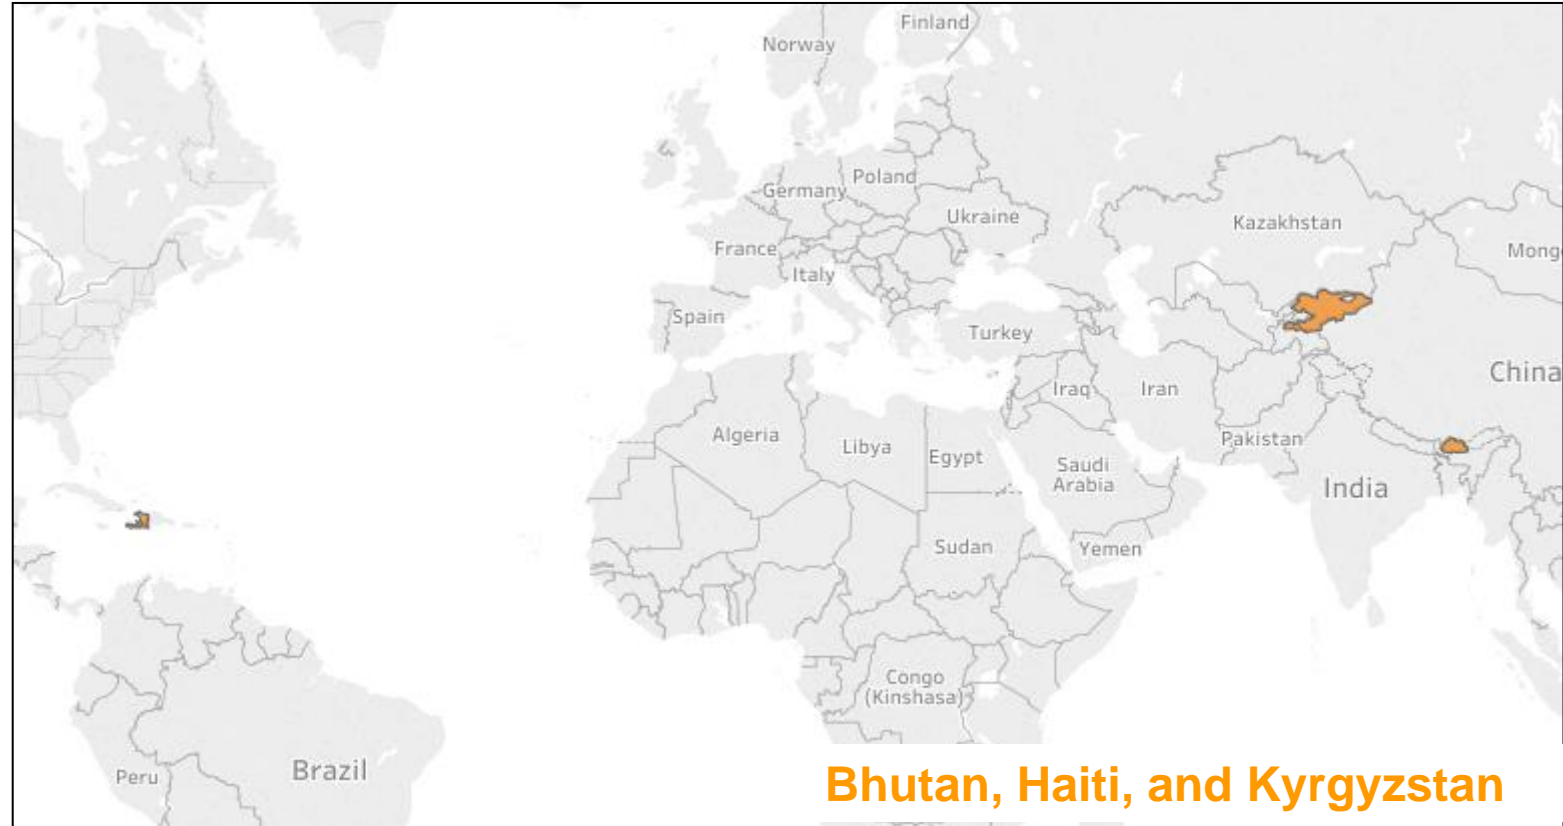 Finland
Norway
Poland
Germany
Ukraine
Kazakhstan
France
Mong
Italy
Spain
Turkey
China
Iraq
Iran
Algeria
Pakistan
Libya
Egypt
Saudi
Arabia
India
Sudan
Yemen
Congo
(Kinshasa)
Brazil
Peru
Bhutan, Haiti, and Kyrgyzstan